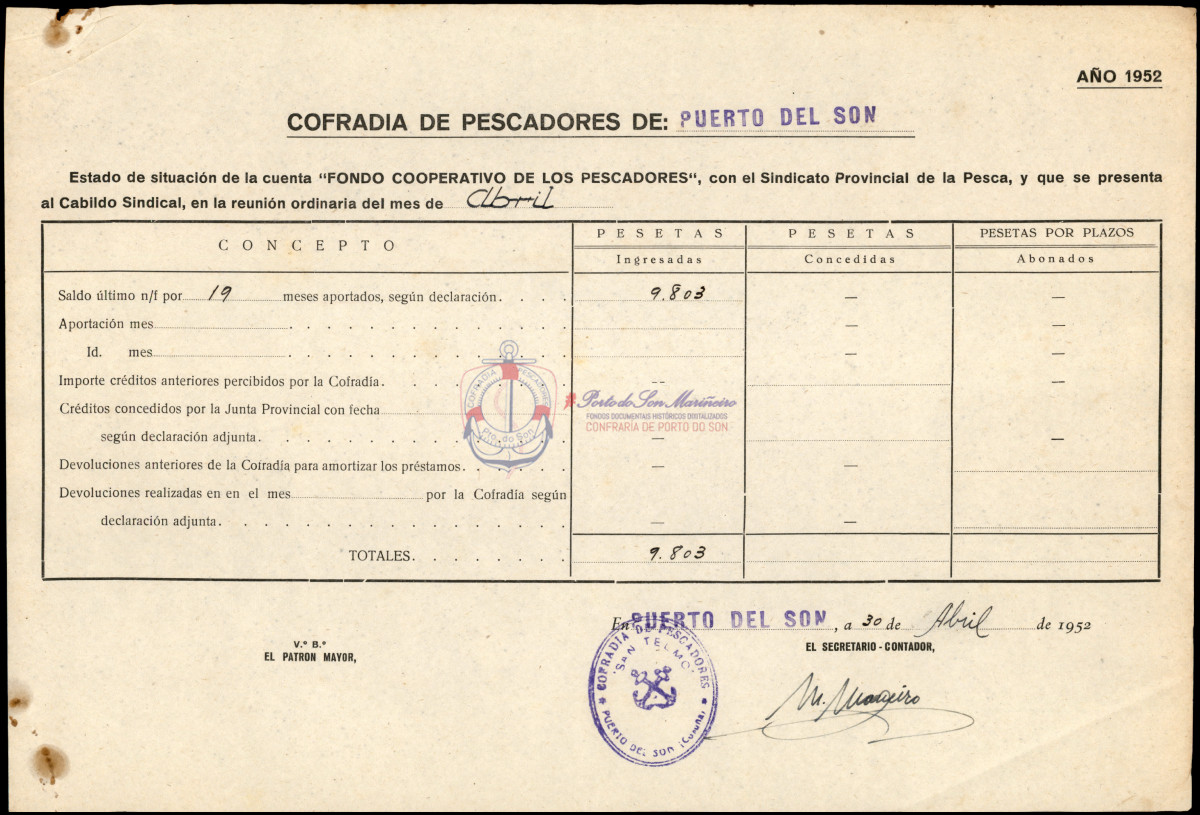 AÑO 1952
COFRADIA DE PESCADORES DE: PUERTO DEL SON
Estado de situación de la cuenta "FONDO COOPERATIVO DE LOS PESCADORES", con el Sindicato Provincial de la Pesca, y que se presenta
al Cabildo Sindical, en la reunión ordinaria del mes de Abril
CONCEPTO PESETAS PESETAS PESETAS POR PLAZOS
Ingresadas Concedidas Abonados
Saldo último n/f por 19 meses aportados, según declaración. . . . 9.803 — —
Aportación mes . . . . . . . . . . — —
Id. mes . . . . . . . . . . — —
Importe créditos anteriores percibidos por la Cofradía. . . . . . . -- —
Créditos concedidos por la Junta Provincial con fecha
según declaración adjunta. . . . . . . . . — —
Devoluciones anteriores de la Cofradía para amortizar los préstamos. . . . — —
Devoluciones realizadas en en el mes por la Cofradía según
declaración adjunta. . . . . . . . . . — —
TOTALES. . . . . . 9.803
COFRADIA PESCADORES
Pto. do Son
Porto do Son Mariñeiro
FONDOS DOCUMENTAIS HISTÓRICOS DIXITALIZADOS
CONFRARÍA DE PORTO DO SON
En PUERTO DEL SON, a 30 de Abril de 1952
V.º B.º
EL PATRON MAYOR,
EL SECRETARIO-CONTADOR,
COFRADIA DE PESCADORES
"SAN TELMO"
PUERTO DEL SON (Coruña)